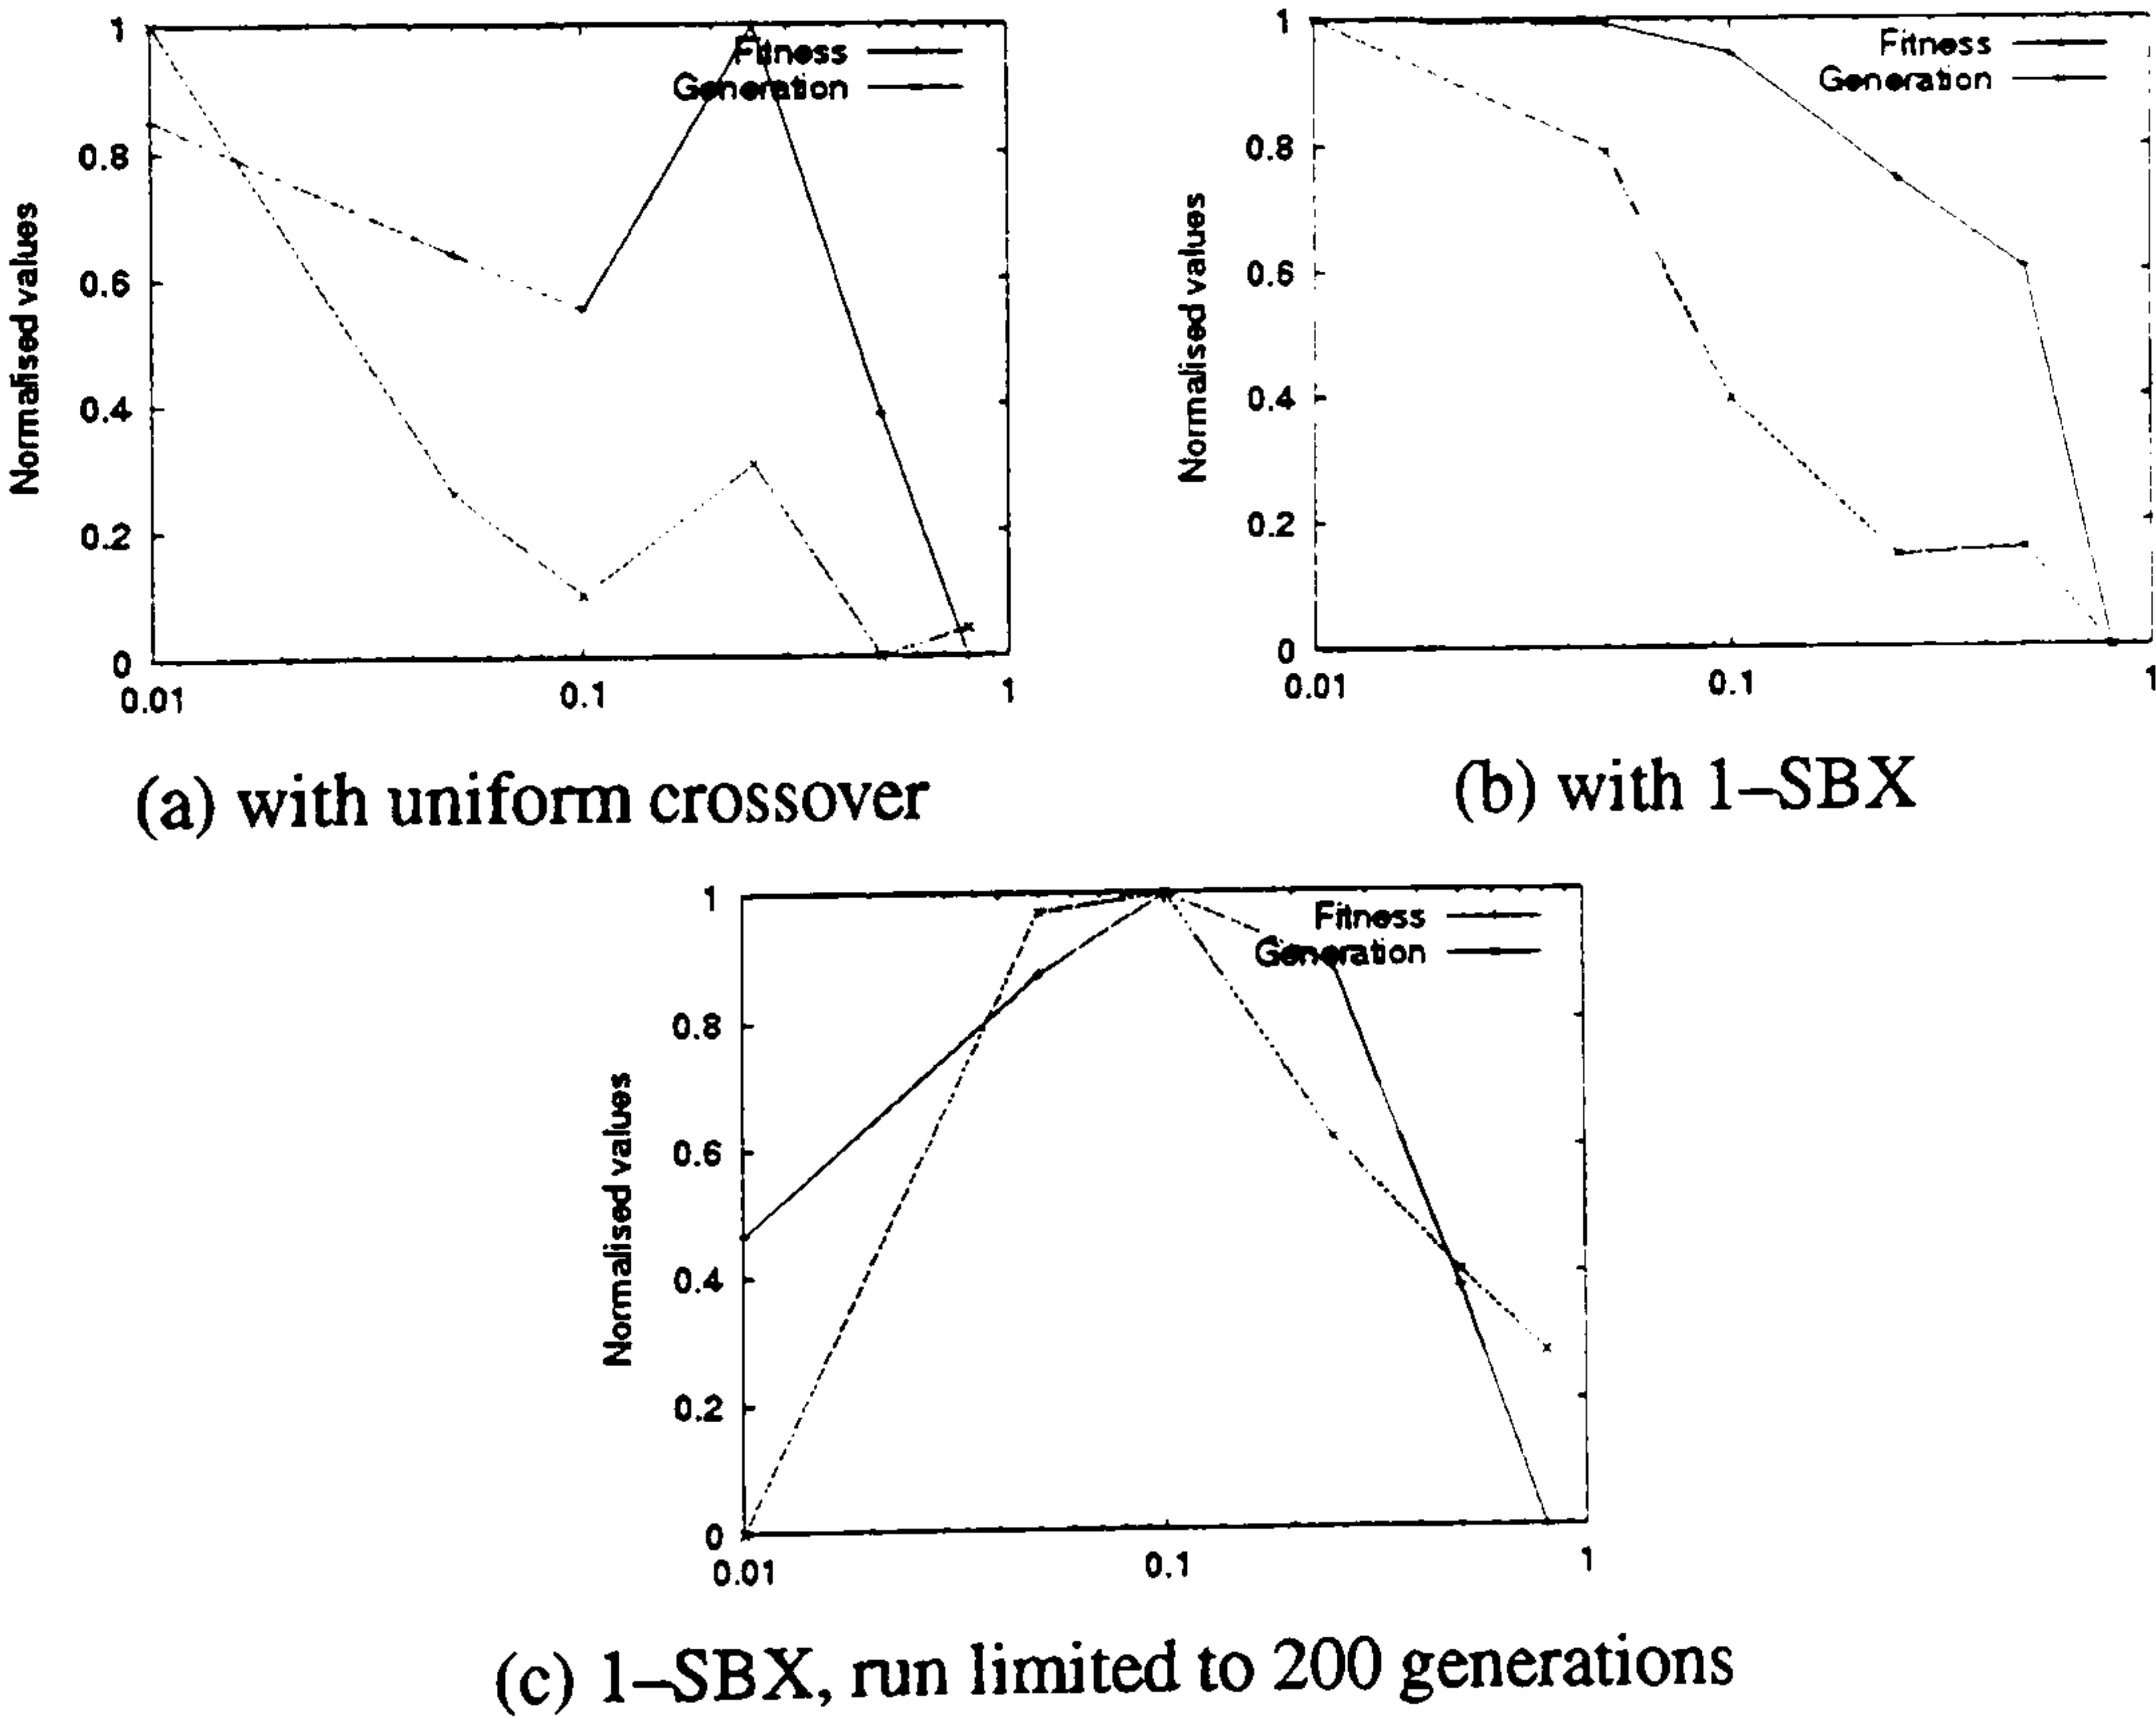 1
0.8
0.6
0.4
0.2
0
0.01
0.1
1
Normalised values
Fitness
Generation
(a) with uniform crossover
1
0.8
0.6
0.4
0.2
0
0.01
0.1
1
Normalised values
Fitness
Generation
(b) with 1–SBX
1
0.8
0.6
0.4
0.2
0
0.01
0.1
1
Normalised values
Fitness
Generation
(c) 1–SBX, run limited to 200 generations